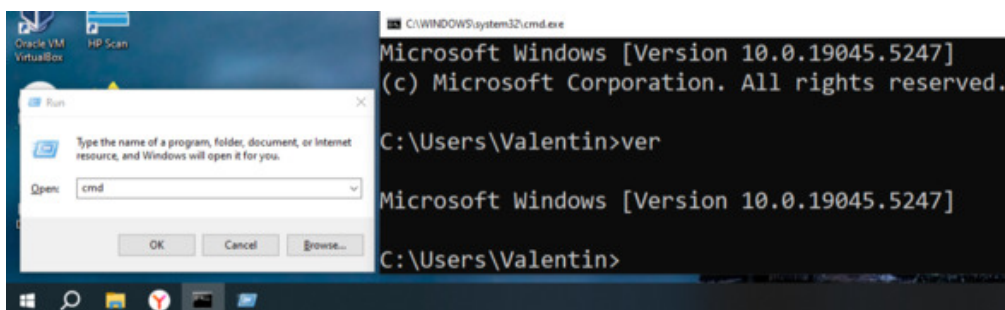 Oracle VM
VirtualBox
HP Scan
Run
Type the name of a program, folder, document, or Internet
resource, and Windows will open it for you.
Open:
cmd
OK
Cancel
Browse...
C:\WINDOWS\system32\cmd.exe
Microsoft Windows [Version 10.0.19045.5247]
(c) Microsoft Corporation. All rights reserved.
C:\Users\Valentin>ver
Microsoft Windows [Version 10.0.19045.5247]
C:\Users\Valentin>